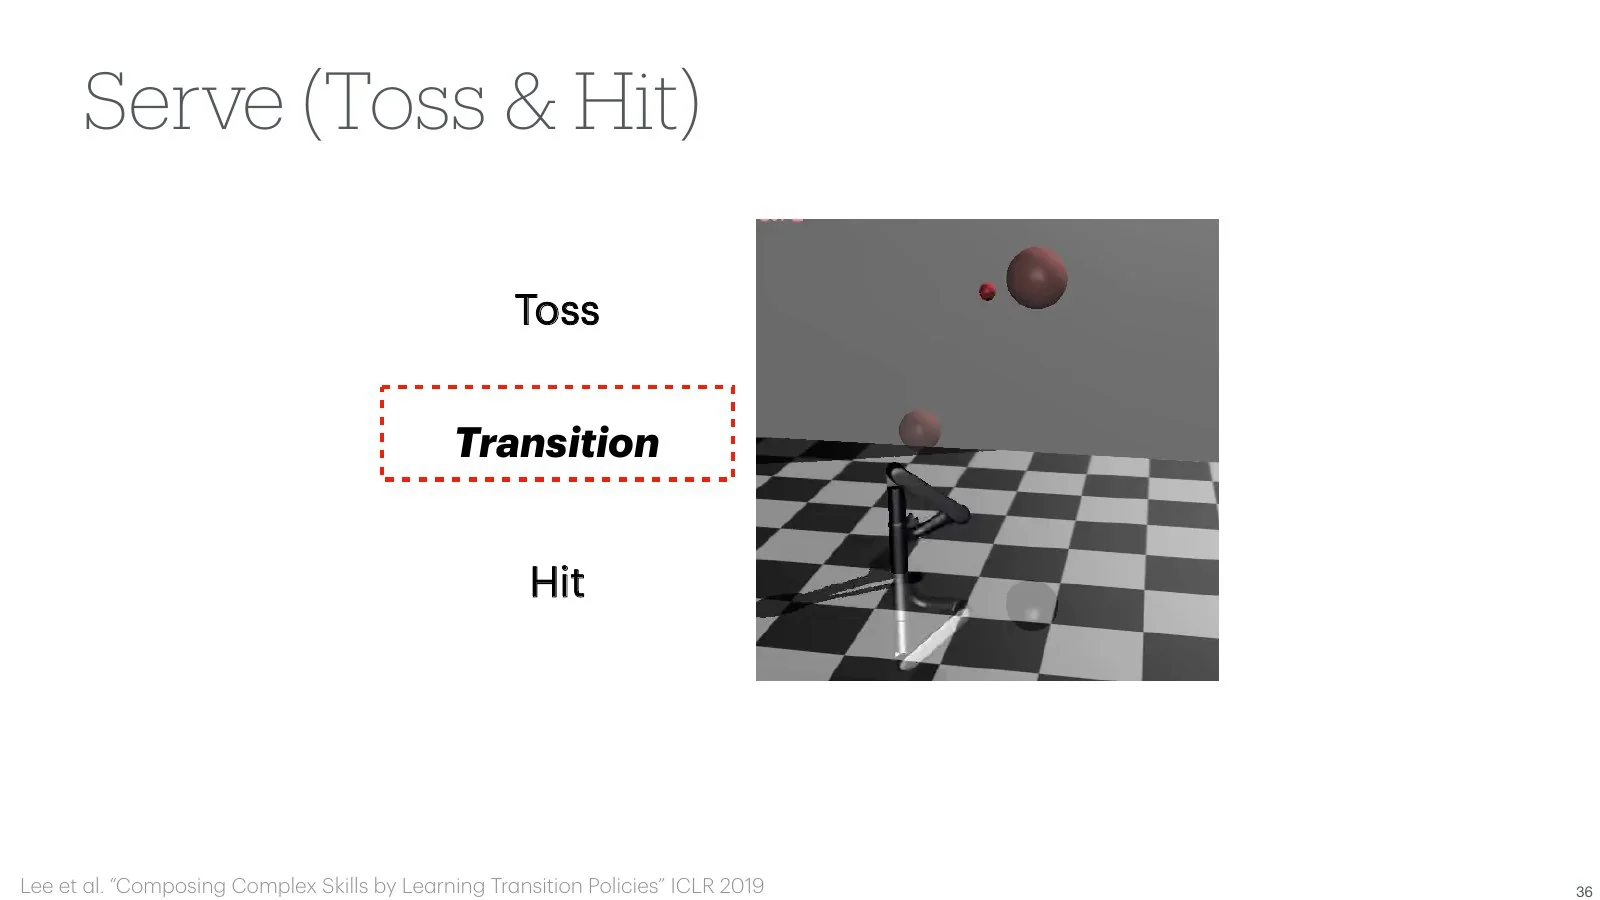 Serve (Toss & Hit)
Toss
Transition
Hit
Lee et al. “Composing Complex Skills by Learning Transition Policies” ICLR 2019
36